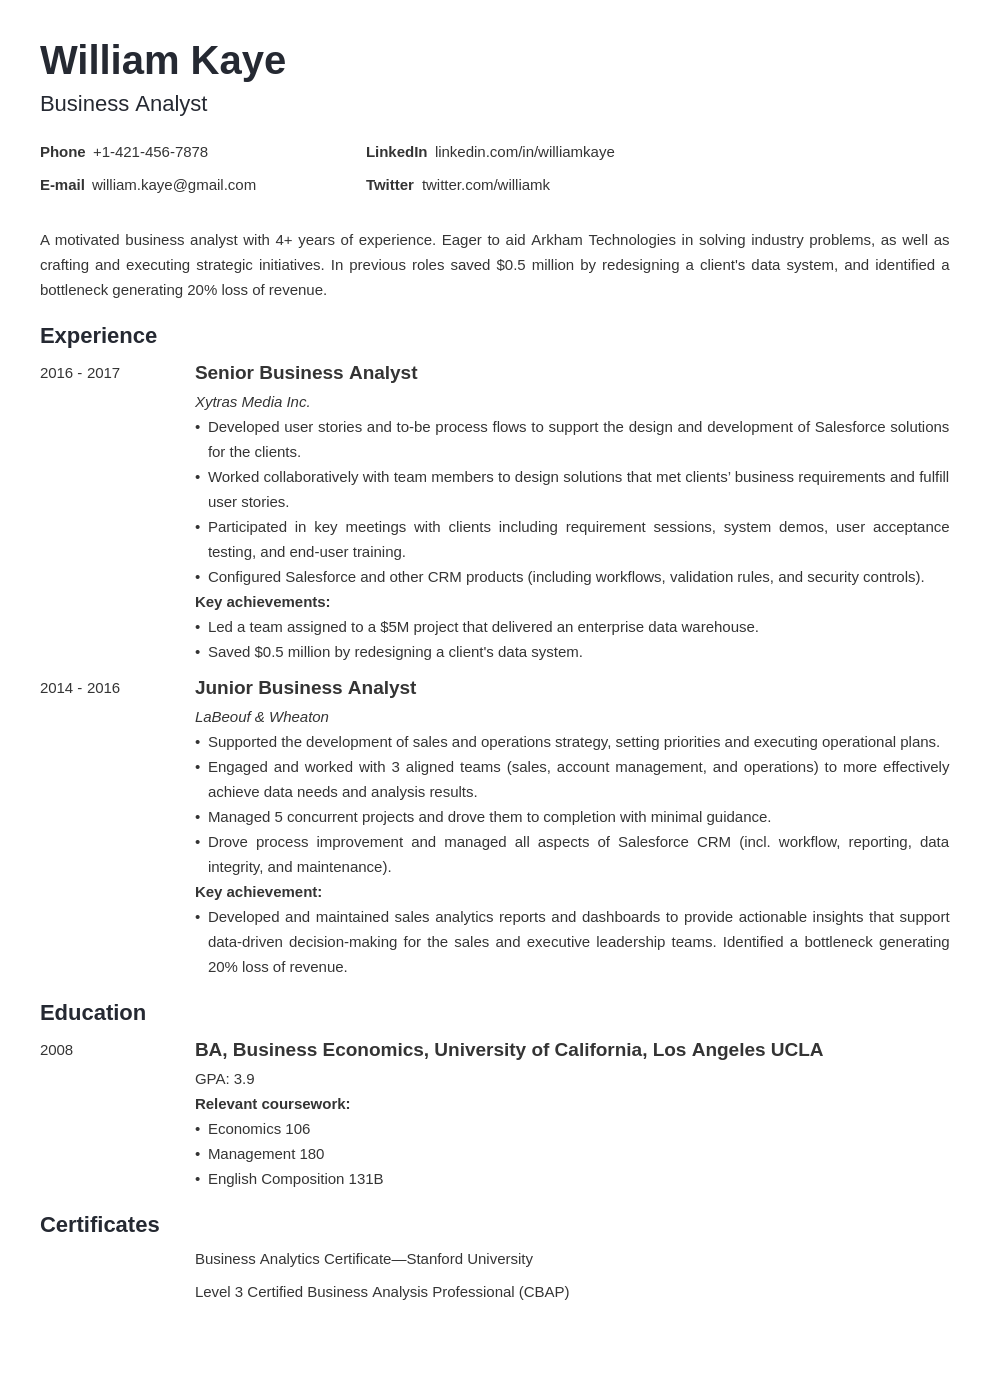 William Kaye
Business Analyst
Phone +1-421-456-7878
LinkedIn linkedin.com/in/williamkaye
E-mail william.kaye@gmail.com
Twitter twitter.com/williamk
A motivated business analyst with 4+ years of experience. Eager to aid Arkham Technologies in solving industry problems, as well as
crafting and executing strategic initiatives. In previous roles saved $0.5 million by redesigning a client's data system, and identified a
bottleneck generating 20% loss of revenue.
Experience
2016 - 2017
Senior Business Analyst
Xytras Media Inc.
• Developed user stories and to-be process flows to support the design and development of Salesforce solutions
for the clients.
• Worked collaboratively with team members to design solutions that met clients’ business requirements and fulfill
user stories.
• Participated in key meetings with clients including requirement sessions, system demos, user acceptance
testing, and end-user training.
• Configured Salesforce and other CRM products (including workflows, validation rules, and security controls).
Key achievements:
• Led a team assigned to a $5M project that delivered an enterprise data warehouse.
• Saved $0.5 million by redesigning a client's data system.
2014 - 2016
Junior Business Analyst
LaBeouf & Wheaton
• Supported the development of sales and operations strategy, setting priorities and executing operational plans.
• Engaged and worked with 3 aligned teams (sales, account management, and operations) to more effectively
achieve data needs and analysis results.
• Managed 5 concurrent projects and drove them to completion with minimal guidance.
• Drove process improvement and managed all aspects of Salesforce CRM (incl. workflow, reporting, data
integrity, and maintenance).
Key achievement:
• Developed and maintained sales analytics reports and dashboards to provide actionable insights that support
data-driven decision-making for the sales and executive leadership teams. Identified a bottleneck generating
20% loss of revenue.
Education
2008
BA, Business Economics, University of California, Los Angeles UCLA
GPA: 3.9
Relevant coursework:
• Economics 106
• Management 180
• English Composition 131B
Certificates
Business Analytics Certificate—Stanford University
Level 3 Certified Business Analysis Professional (CBAP)